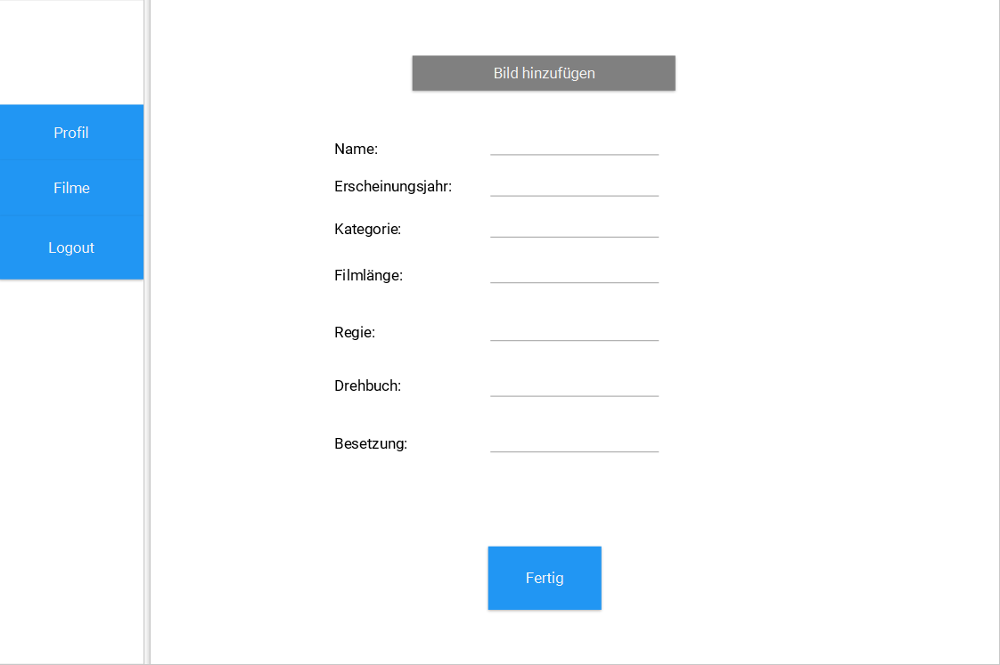 Profil
Filme
Logout
Bild hinzufügen
Name:
Erscheinungsjahr:
Kategorie:
Filmlänge:
Regie:
Drehbuch:
Besetzung:
Fertig